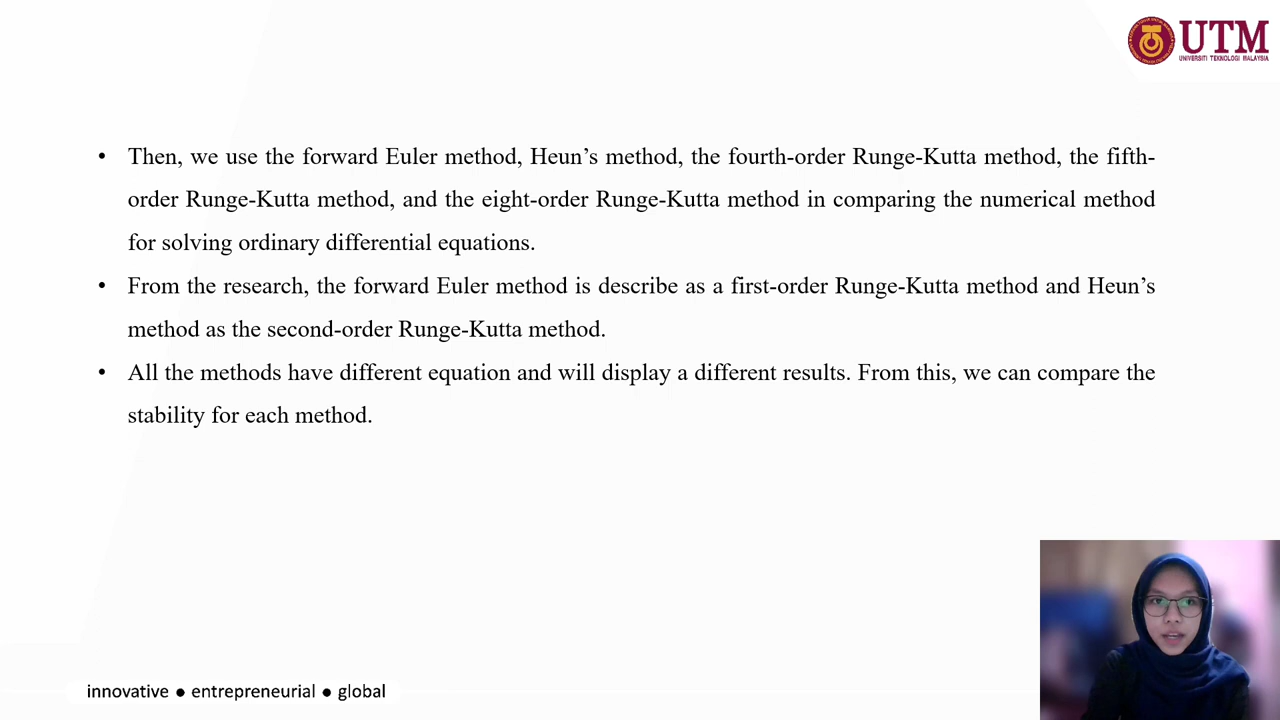 UTM
UNIVERSITI TEKNOLOGI MALAYSIA
• Then, we use the forward Euler method, Heun’s method, the fourth-order Runge-Kutta method, the fifth-
order Runge-Kutta method, and the eight-order Runge-Kutta method in comparing the numerical method
for solving ordinary differential equations.
• From the research, the forward Euler method is describe as a first-order Runge-Kutta method and Heun’s
method as the second-order Runge-Kutta method.
• All the methods have different equation and will display a different results. From this, we can compare the
stability for each method.
innovative ● entrepreneurial ● global